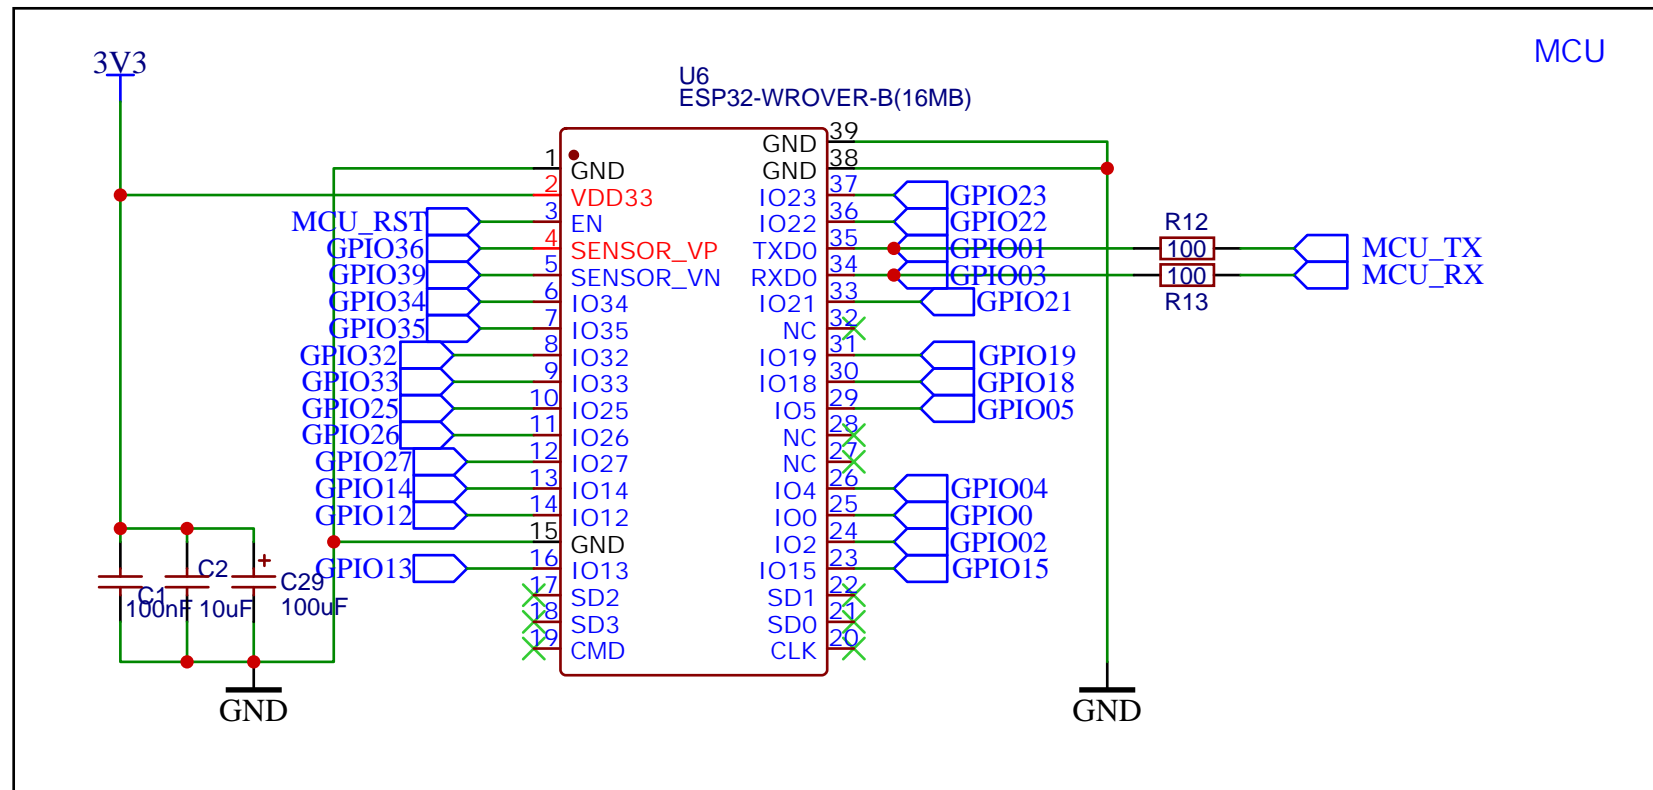 MCU
3V3
U6
ESP32-WROVER-B(16MB)
1 GND
2 VDD33
MCU_RST 3 EN
GPIO36 4 SENSOR_VP
GPIO39 5 SENSOR_VN
GPIO34 6 IO34
GPIO35 7 IO35
GPIO32 8 IO32
GPIO33 9 IO33
GPIO25 10 IO25
GPIO26 11 IO26
GPIO27 12 IO27
GPIO14 13 IO14
GPIO12 14 IO12
15 GND
GPIO13 16 IO13
17 SD2
18 SD3
19 CMD
GND 39
GND 38
IO23 37 GPIO23
IO22 36 GPIO22
TXD0 35 GPIO01
RXD0 34 GPIO03
IO21 33 GPIO21
NC 32
IO19 31 GPIO19
IO18 30 GPIO18
IO5 29 GPIO05
NC 28
NC 27
IO4 26 GPIO04
IO0 25 GPIO0
IO2 24 GPIO02
IO15 23 GPIO15
SD1 22
SD0 21
CLK 20
R12
100 MCU_TX
100 MCU_RX
R13
C1
100nF
C2
10uF
+
C29
100uF
GND
GND